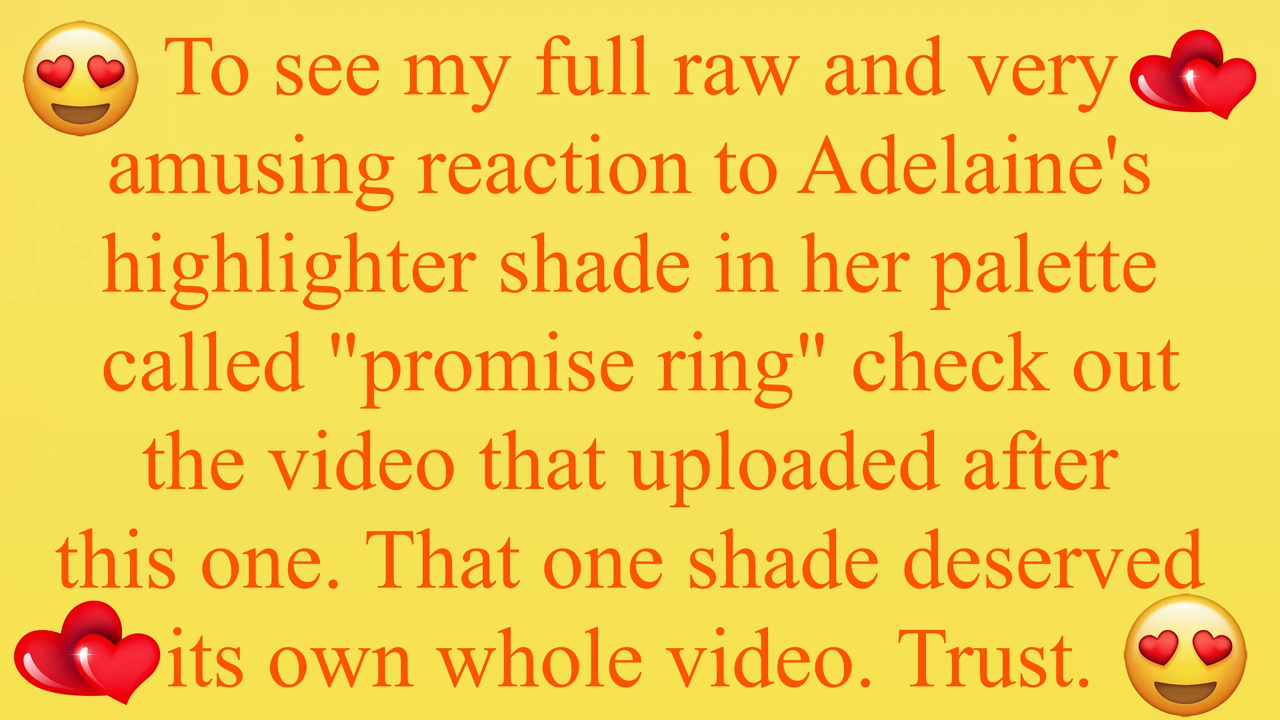 To see my full raw and very
amusing reaction to Adelaine's
highlighter shade in her palette
called "promise ring" check out
the video that uploaded after
this one. That one shade deserved
its own whole video. Trust.